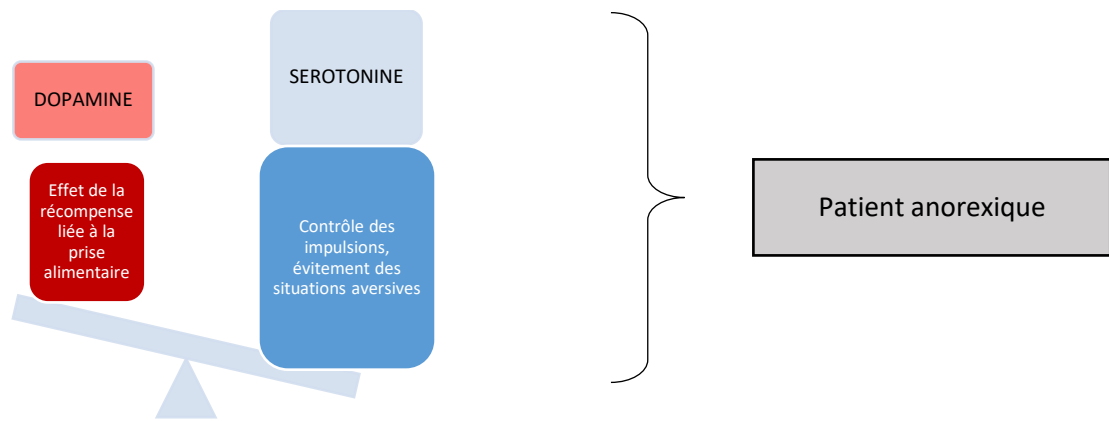 DOPAMINE
Effet de la
récompense
liée à la
prise
alimentaire
SEROTONINE
Contrôle des
impulsions,
évitement des
situations aversives
Patient anorexique